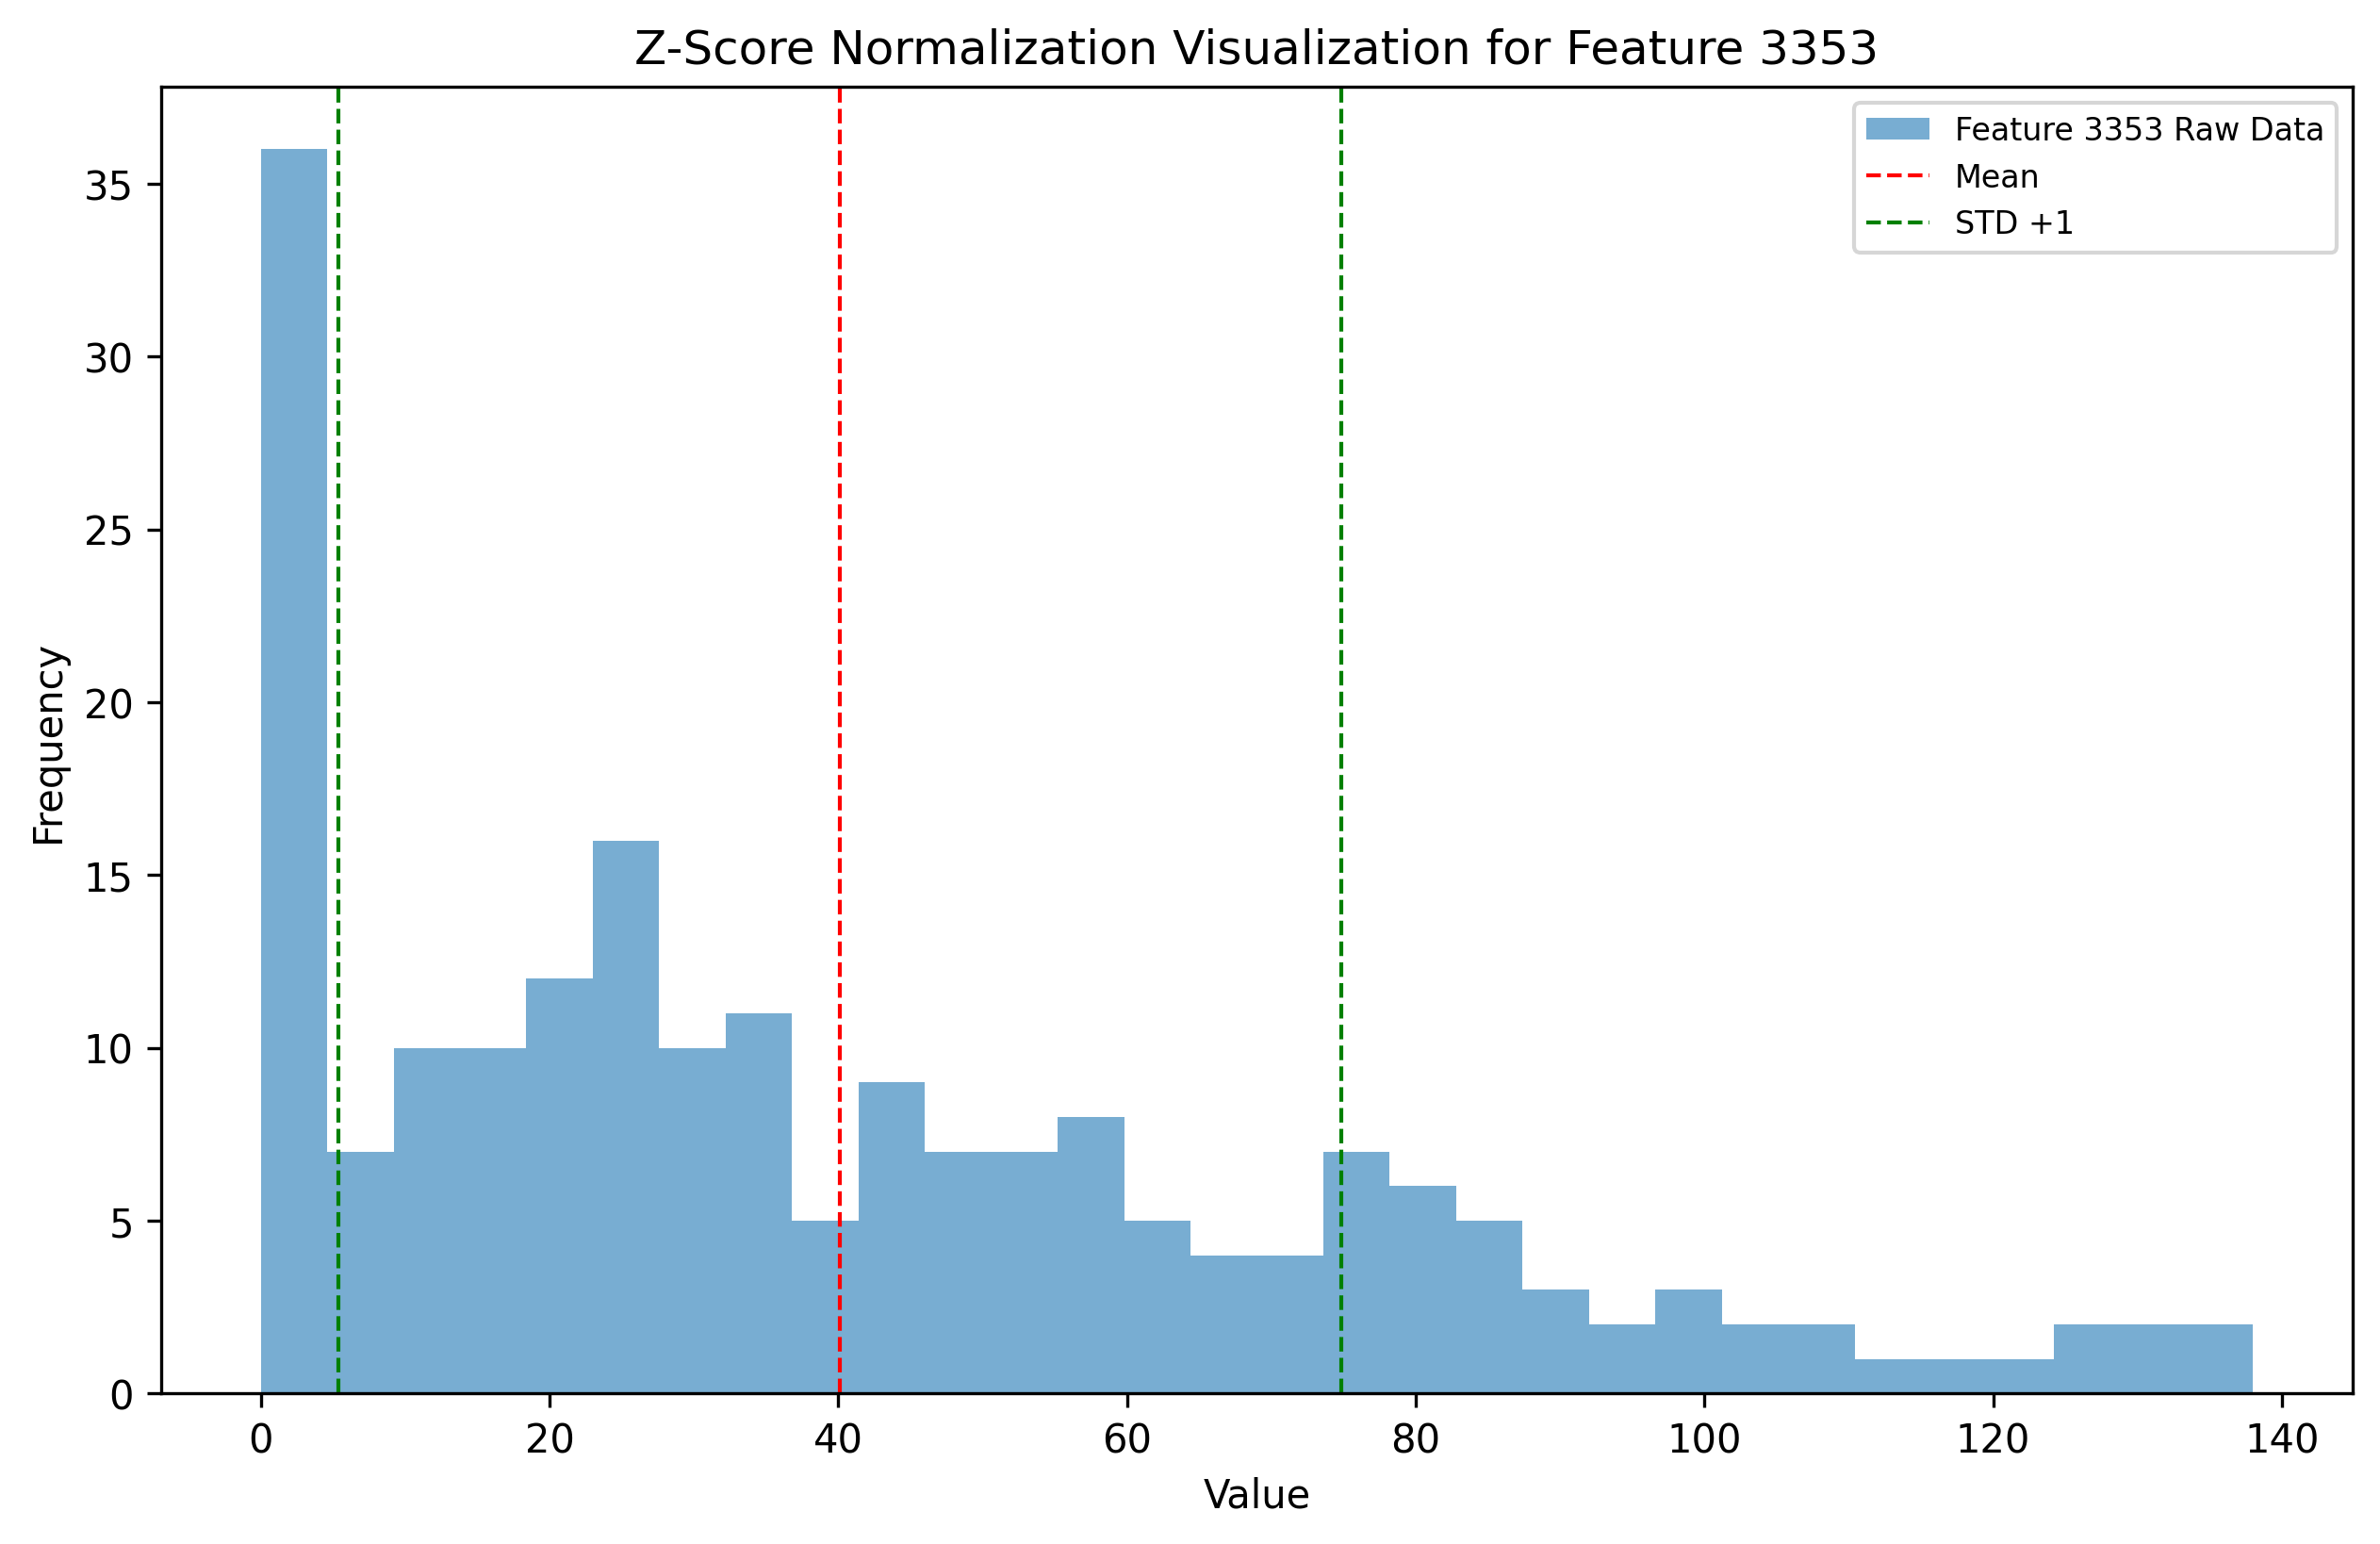 Z-Score Normalization Visualization for Feature 3353
Feature 3353 Raw Data
Mean
STD +1
Frequency
35
30
25
20
15
10
5
0
0 20 40 60 80 100 120 140
Value